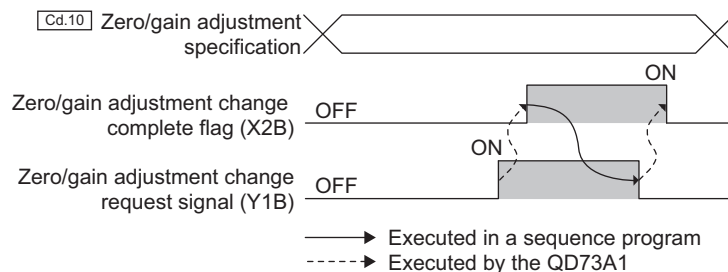 Cd.10 Zero/gain adjustment
specification
ON
Zero/gain adjustment change
complete flag (X2B)
OFF
ON
Zero/gain adjustment change
request signal (Y1B)
OFF
Executed in a sequence program
Executed by the QD73A1